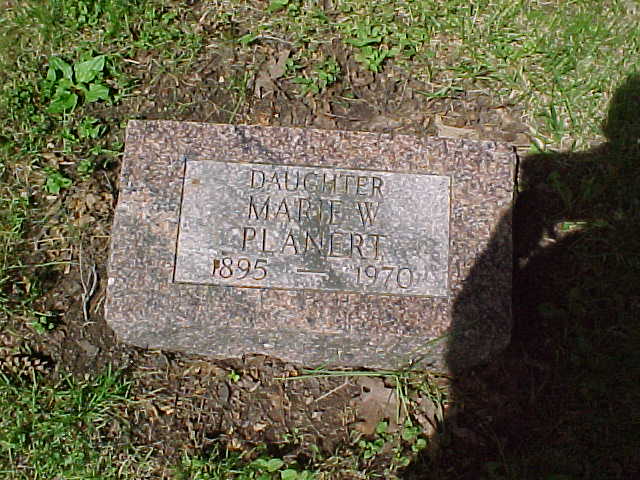 DAUGHTER
MARIE W
PLANERT
1895 — 1970